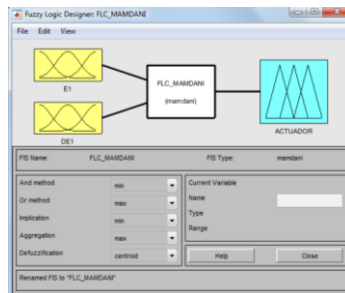 Fuzzy Logic Designer: FLC_MAMDANI
File Edit View
E1
DE1
FLC_MAMDANI
(mamdani)
ACTUADOR
FIS Name: FLC_MAMDANI FIS Type: mamdani
And method min
Or method max
Implication min
Aggregation max
Defuzzification centroid
Current Variable
Name
Type
Range
Help Close
Renamed FIS to "FLC_MAMDANI"